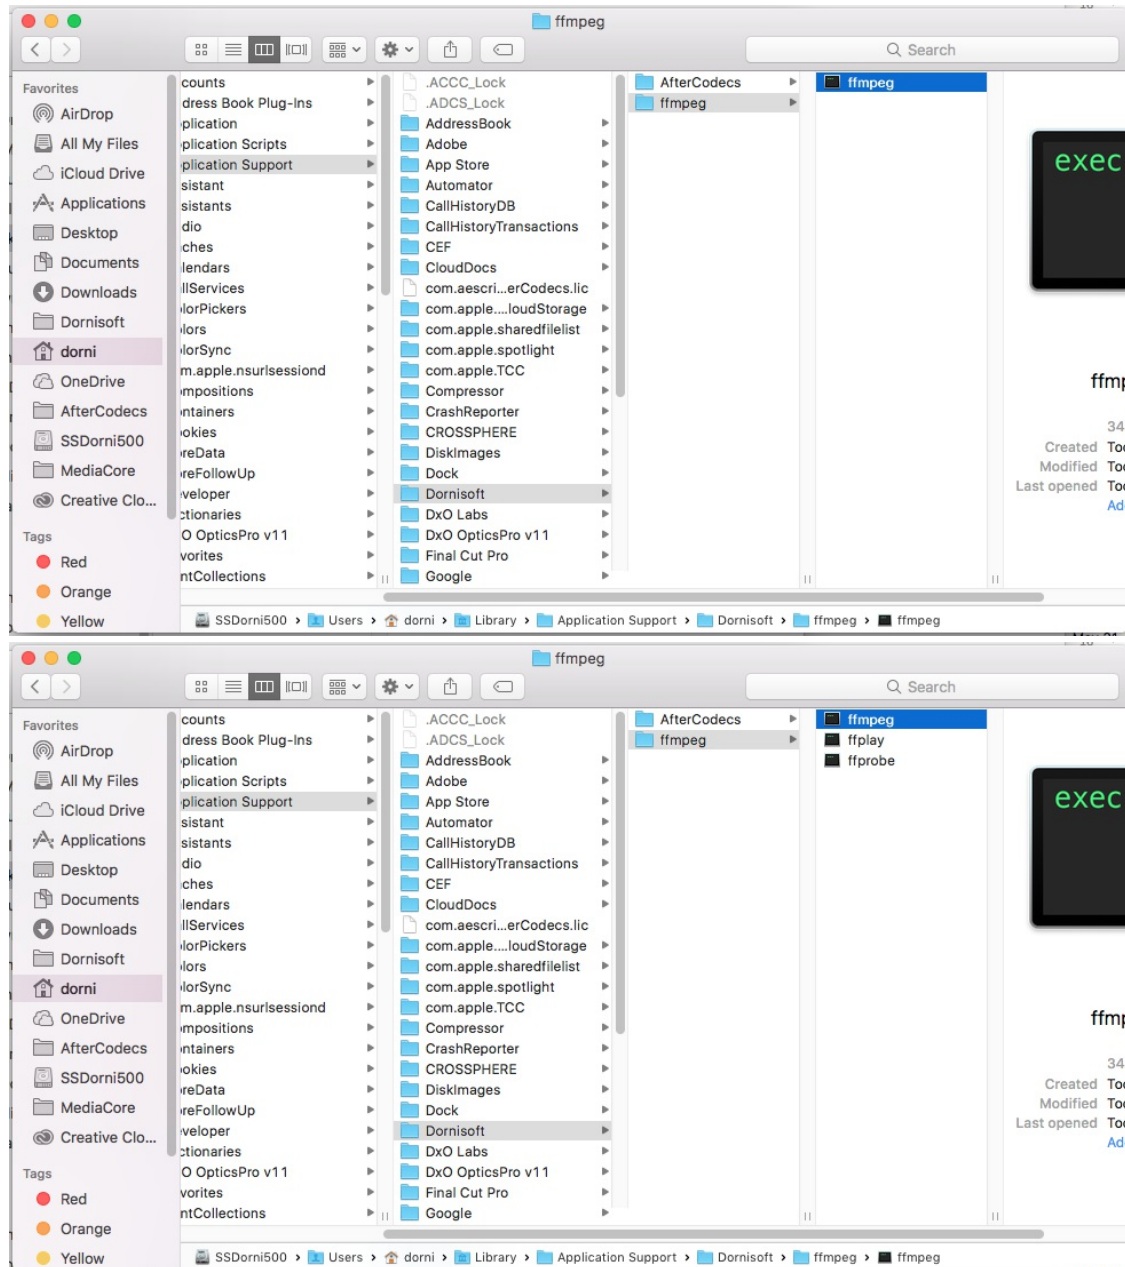 ffmpeg
Search
Favorites
AirDrop
All My Files
iCloud Drive
Applications
Desktop
Documents
Downloads
Dornisoft
dorni
OneDrive
AfterCodecs
SSDorni500
MediaCore
Creative Clo...
Tags
Red
Orange
Yellow
counts
dress Book Plug-Ins
plication
plication Scripts
plication Support
sistant
sistants
dio
ches
lendars
llServices
lorPickers
lors
lorSync
m.apple.nsurlsessiond
mpositions
ntainers
okies
reData
reFollowUp
veloper
ctionaries
O OpticsPro v11
vorites
ntCollections
.ACCC_Lock
.ADCS_Lock
AddressBook
Adobe
App Store
Automator
CallHistoryDB
CallHistoryTransactions
CEF
CloudDocs
com.aescri...erCodecs.lic
com.apple....loudStorage
com.apple.sharedfilelist
com.apple.spotlight
com.apple.TCC
Compressor
CrashReporter
CROSSPHERE
DiskImages
Dock
Dornisoft
DxO Labs
DxO OpticsPro v11
Final Cut Pro
Google
AfterCodecs
ffmpeg
ffmpeg
exec
ffmp
34
Created Too
Modified Too
Last opened Too
Ad
SSDorni500 › Users › dorni › Library › Application Support › Dornisoft › ffmpeg › ffmpeg
ffmpeg
Search
Favorites
AirDrop
All My Files
iCloud Drive
Applications
Desktop
Documents
Downloads
Dornisoft
dorni
OneDrive
AfterCodecs
SSDorni500
MediaCore
Creative Clo...
Tags
Red
Orange
Yellow
counts
dress Book Plug-Ins
plication
plication Scripts
plication Support
sistant
sistants
dio
ches
lendars
llServices
lorPickers
lors
lorSync
m.apple.nsurlsessiond
mpositions
ntainers
okies
reData
reFollowUp
veloper
ctionaries
O OpticsPro v11
vorites
ntCollections
.ACCC_Lock
.ADCS_Lock
AddressBook
Adobe
App Store
Automator
CallHistoryDB
CallHistoryTransactions
CEF
CloudDocs
com.aescri...erCodecs.lic
com.apple....loudStorage
com.apple.sharedfilelist
com.apple.spotlight
com.apple.TCC
Compressor
CrashReporter
CROSSPHERE
DiskImages
Dock
Dornisoft
DxO Labs
DxO OpticsPro v11
Final Cut Pro
Google
AfterCodecs
ffmpeg
ffmpeg
ffplay
ffprobe
exec
ffmp
34
Created Too
Modified Too
Last opened Too
Ad
SSDorni500 › Users › dorni › Library › Application Support › Dornisoft › ffmpeg › ffmpeg